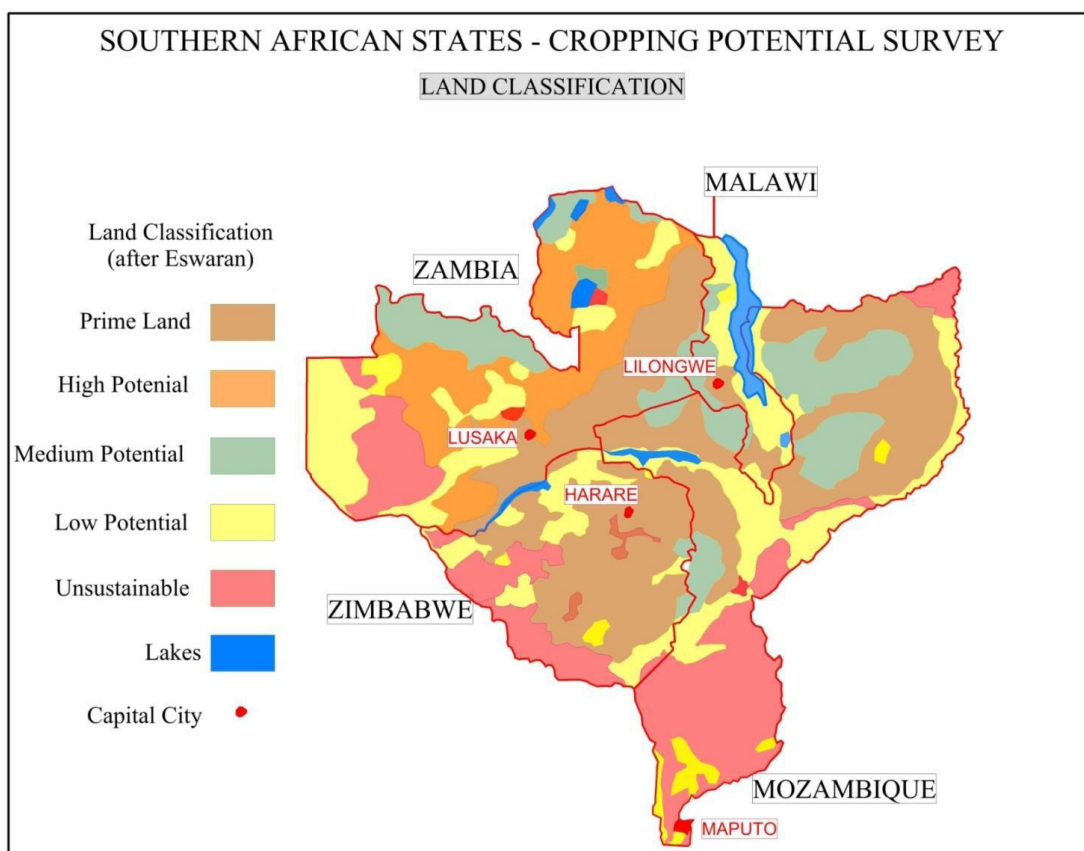 SOUTHERN AFRICAN STATES - CROPPING POTENTIAL SURVEY
LAND CLASSIFICATION
MALAWI
Land Classification
(after Eswaran)
ZAMBIA
Prime Land
High Potenial
LILONGWE
LUSAKA
Medium Potential
HARARE
Low Potential
Unsustainable
ZIMBABWE
Lakes
Capital City
MOZAMBIQUE
MAPUTO